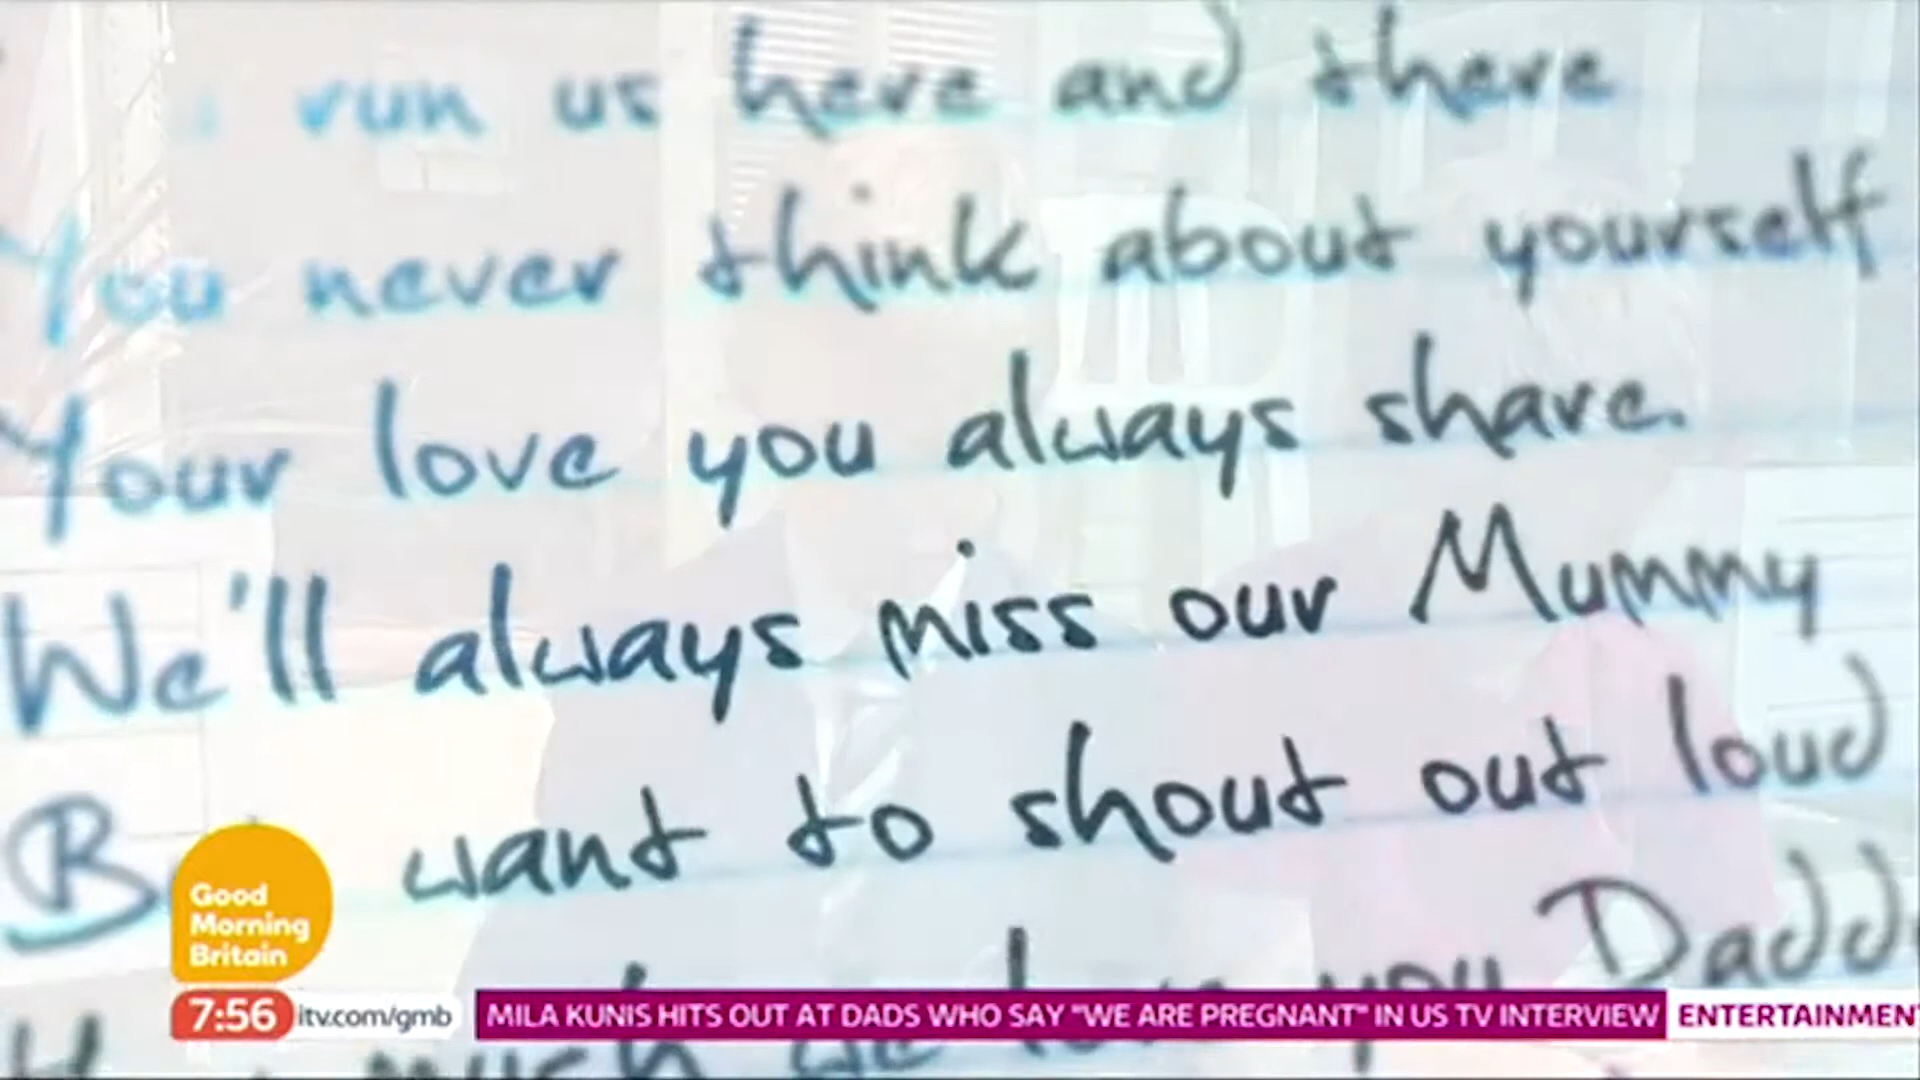 run us here and there
You never think about yourself
Your love you always share.
We'll always miss our Mummy
want to shout out loud
you
Good
Morning
Britain
7:56 itv.com/gmb MILA KUNIS HITS OUT AT DADS WHO SAY "WE ARE PREGNANT" IN US TV INTERVIEW ENTERTAINMENT